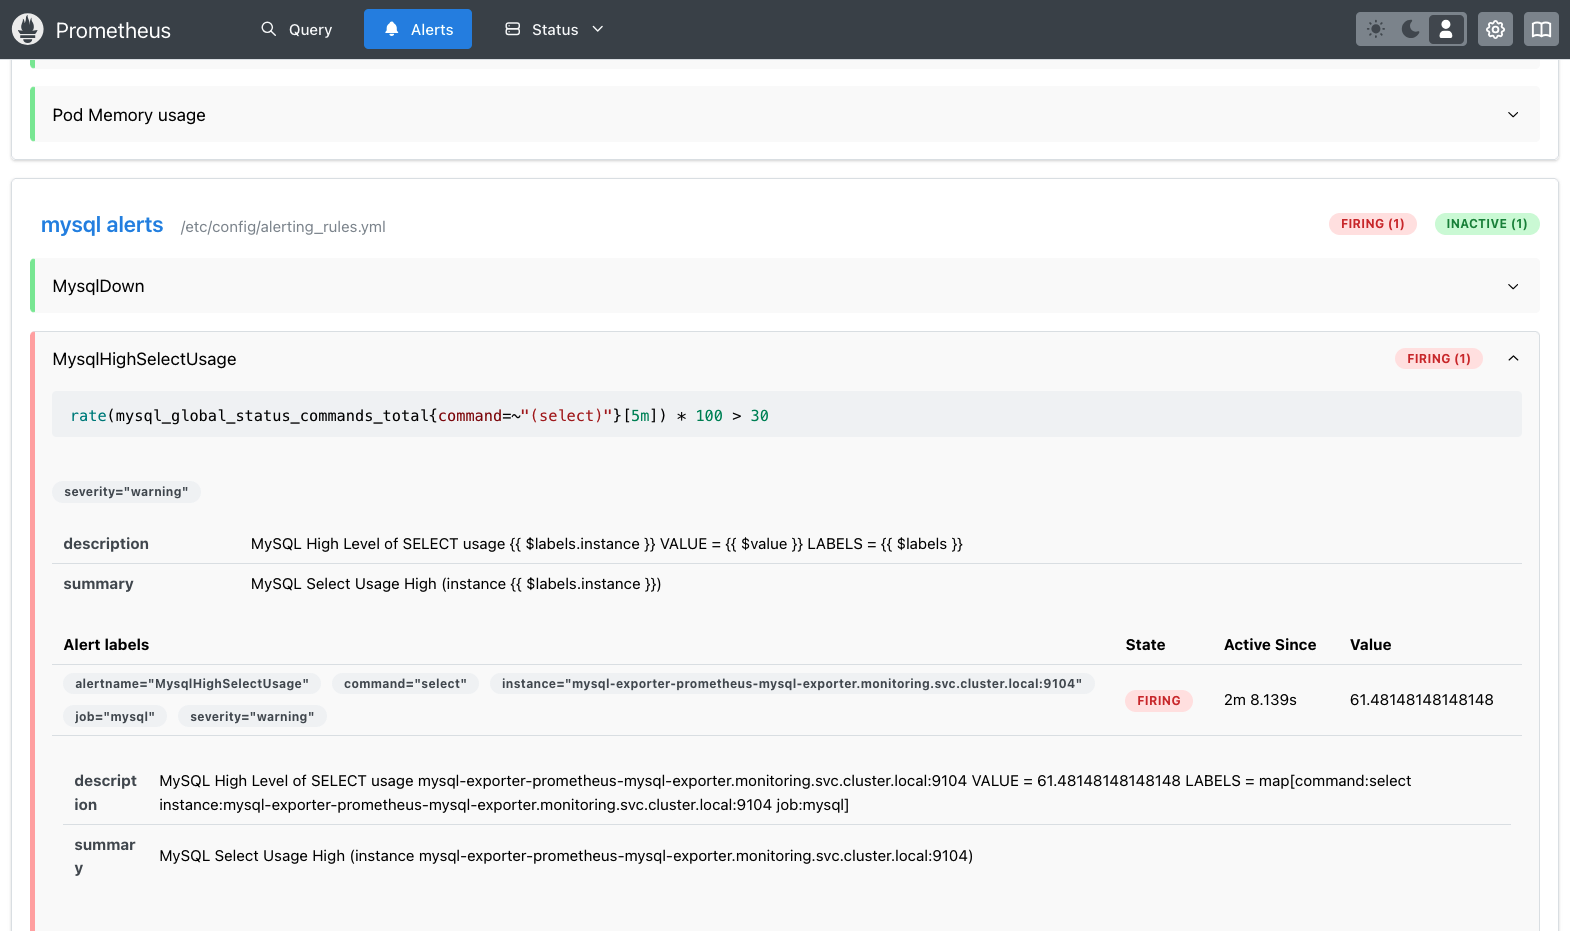 Prometheus Query Alerts Status
Pod Memory usage
mysql alerts /etc/config/alerting_rules.yml FIRING (1) INACTIVE (1)
MysqlDown
MysqlHighSelectUsage FIRING (1)
rate(mysql_global_status_commands_total{command=~"(select)"}[5m]) * 100 > 30
severity="warning"
description MySQL High Level of SELECT usage {{ $labels.instance }} VALUE = {{ $value }} LABELS = {{ $labels }}
summary MySQL Select Usage High (instance {{ $labels.instance }})
Alert labels State Active Since Value
alertname="MysqlHighSelectUsage" command="select" instance="mysql-exporter-prometheus-mysql-exporter.monitoring.svc.cluster.local:9104"
job="mysql" severity="warning" FIRING 2m 8.139s 61.48148148148148
descript MySQL High Level of SELECT usage mysql-exporter-prometheus-mysql-exporter.monitoring.svc.cluster.local:9104 VALUE = 61.48148148148148 LABELS = map[command:select
ion instance:mysql-exporter-prometheus-mysql-exporter.monitoring.svc.cluster.local:9104 job:mysql]
summar
y MySQL Select Usage High (instance mysql-exporter-prometheus-mysql-exporter.monitoring.svc.cluster.local:9104)